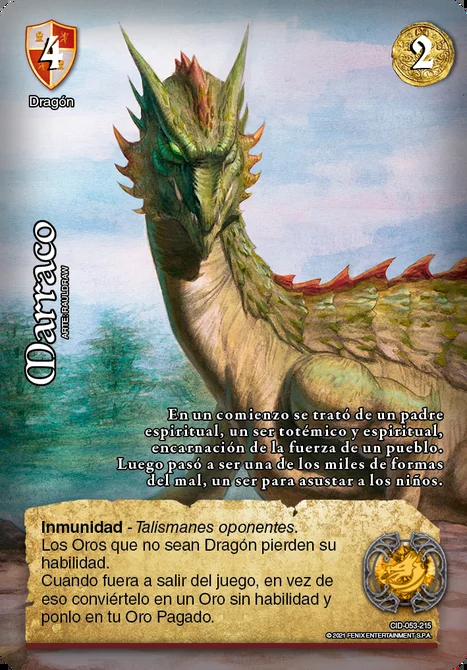 4
2
Dragón
Marraco
ARTE: RAULDRAW
En un comienzo se trató de un padre
espiritual, un ser totémico y espiritual,
encarnación de la fuerza de un pueblo.
Luego pasó a ser una de los miles de formas
del mal, un ser para asustar a los niños.
Inmunidad - Talismanes oponentes.
Los Oros que no sean Dragón pierden su
habilidad.
Cuando fuera a salir del juego, en vez de
eso conviértelo en un Oro sin habilidad y
ponlo en tu Oro Pagado.
CID-053-215
© 2021 FENIX ENTERTAINMENT S.P.A.